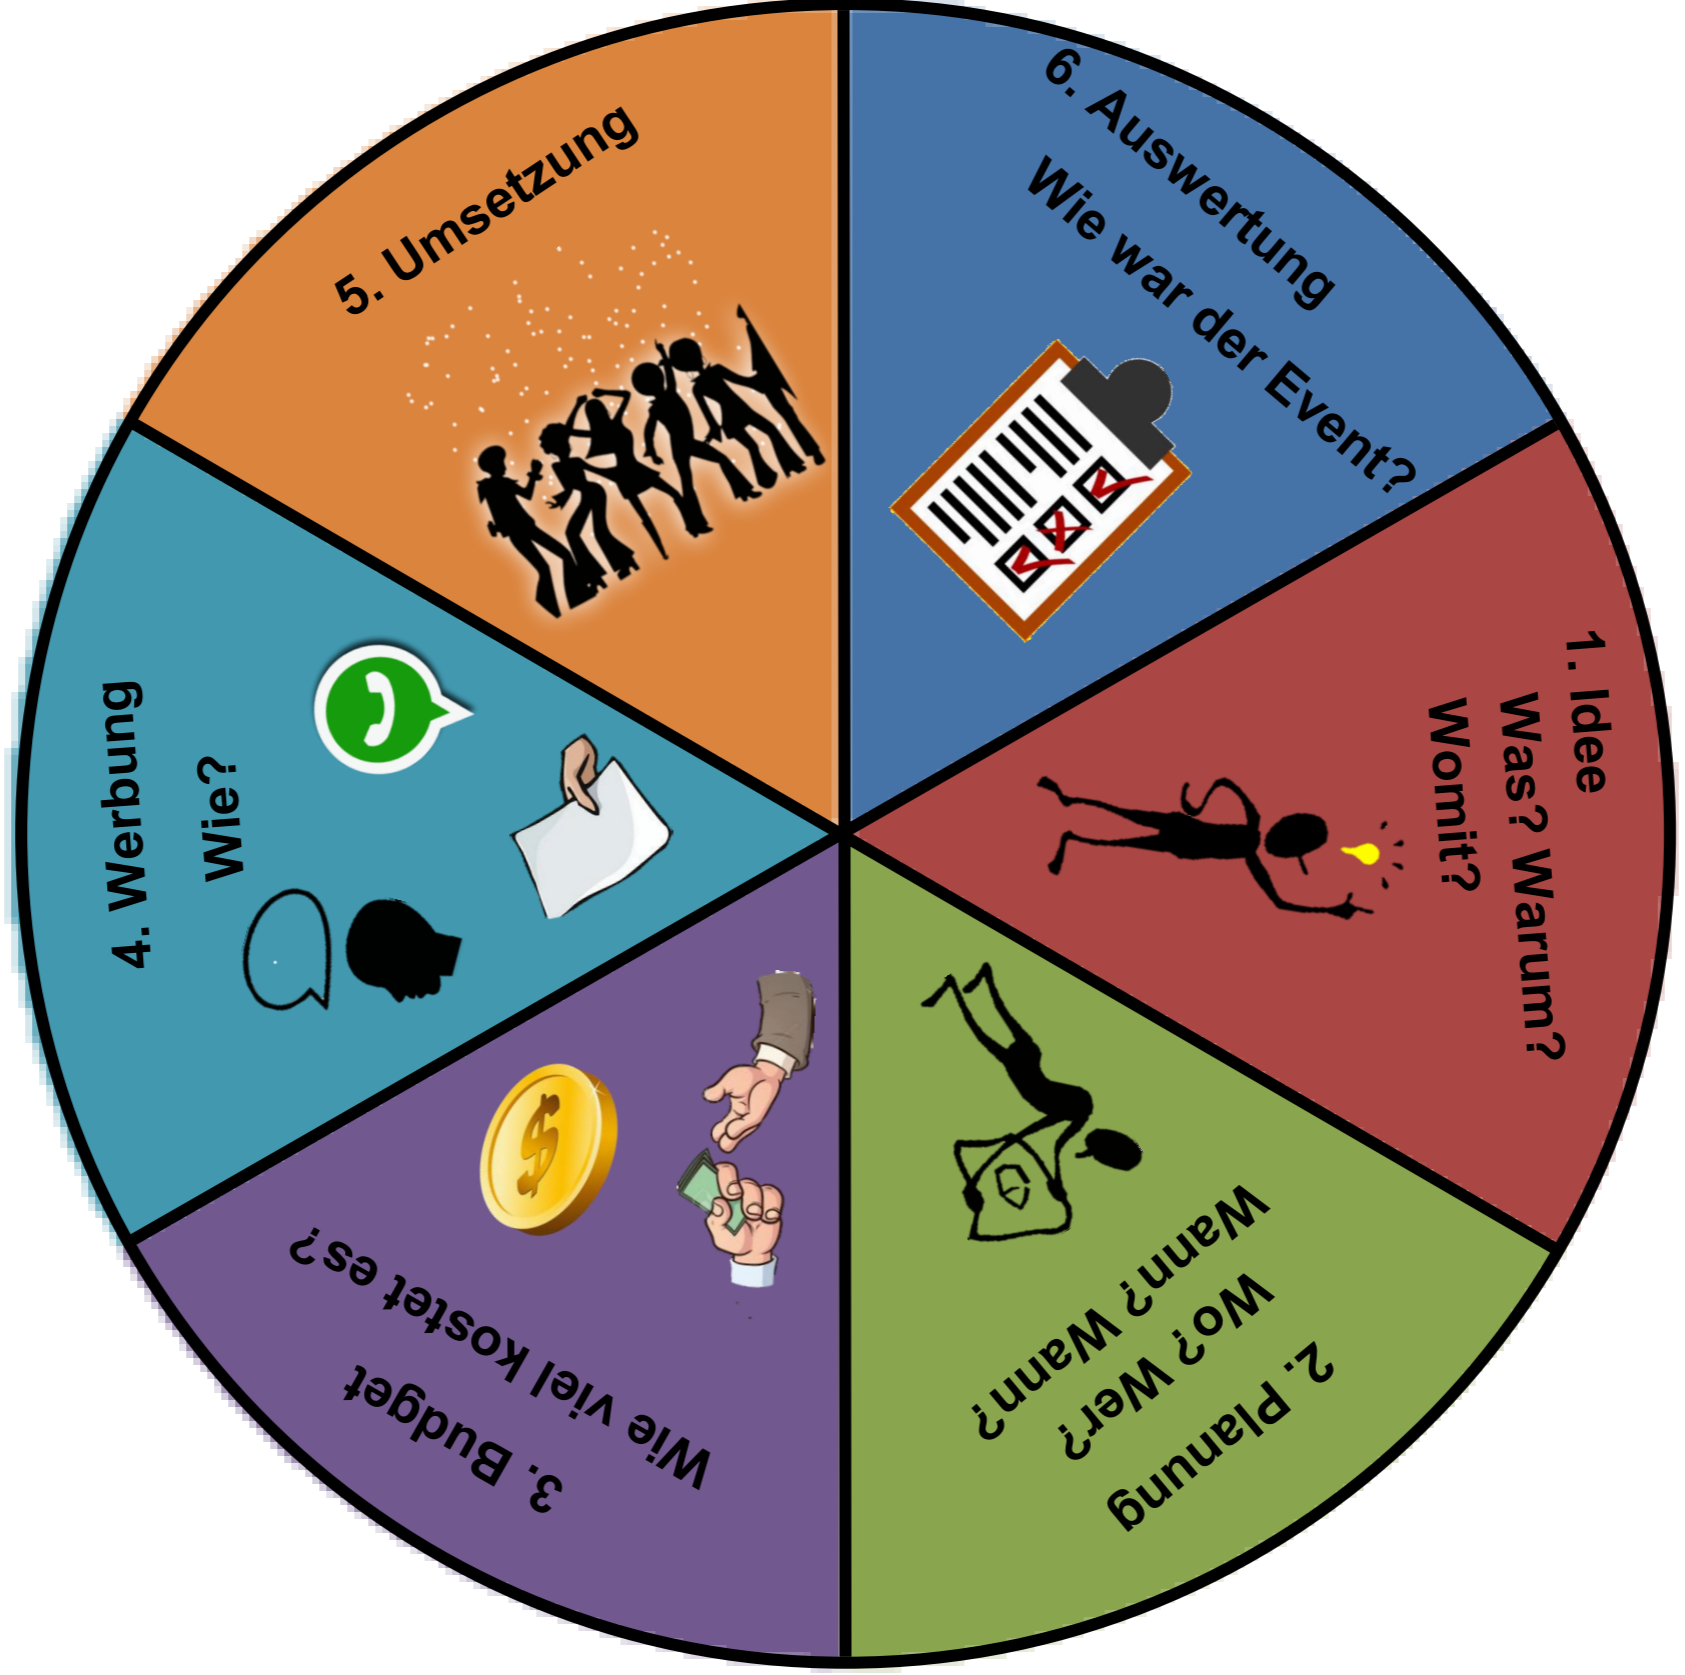 1. Idee
Was? Warum?
Womit?
2. Planung
Wo? Wer?
Wann? Wann?
3. Budget
Wie viel kostet es?
$
4. Werbung
Wie?
5. Umsetzung
6. Auswertung
Wie war der Event?